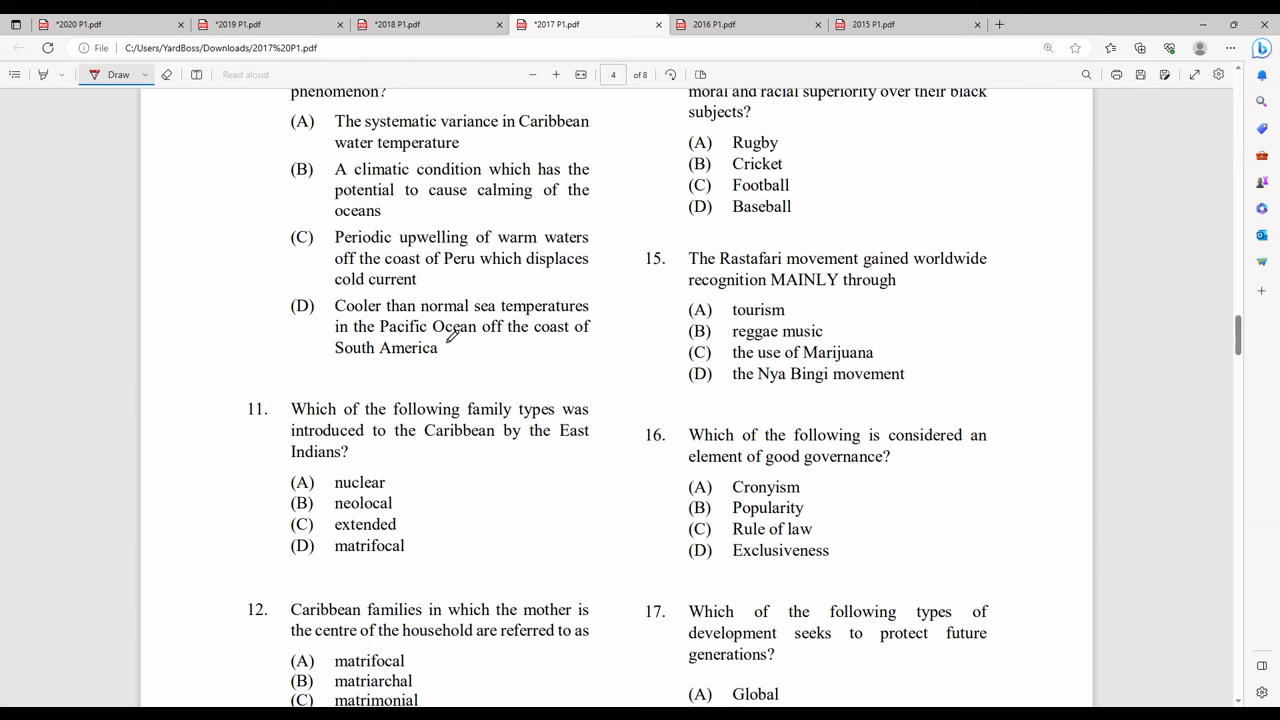 *2020 P1.pdf
*2019 P1.pdf
*2018 P1.pdf
*2017 P1.pdf
2016 P1.pdf
2015 P1.pdf
File
C:/Users/YardBoss/Downloads/2017%20P1.pdf
Draw
Read aloud
4
of 8
phenomenon?
(A) The systematic variance in Caribbean
water temperature
(B) A climatic condition which has the
potential to cause calming of the
oceans
(C) Periodic upwelling of warm waters
off the coast of Peru which displaces
cold current
(D) Cooler than normal sea temperatures
in the Pacific Ocean off the coast of
South America
11. Which of the following family types was
introduced to the Caribbean by the East
Indians?
(A) nuclear
(B) neolocal
(C) extended
(D) matrifocal
12. Caribbean families in which the mother is
the centre of the household are referred to as
(A) matrifocal
(B) matriarchal
(C) matrimonial
moral and racial superiority over their black
subjects?
(A) Rugby
(B) Cricket
(C) Football
(D) Baseball
15. The Rastafari movement gained worldwide
recognition MAINLY through
(A) tourism
(B) reggae music
(C) the use of Marijuana
(D) the Nya Bingi movement
16. Which of the following is considered an
element of good governance?
(A) Cronyism
(B) Popularity
(C) Rule of law
(D) Exclusiveness
17. Which of the following types of
development seeks to protect future
generations?
(A) Global